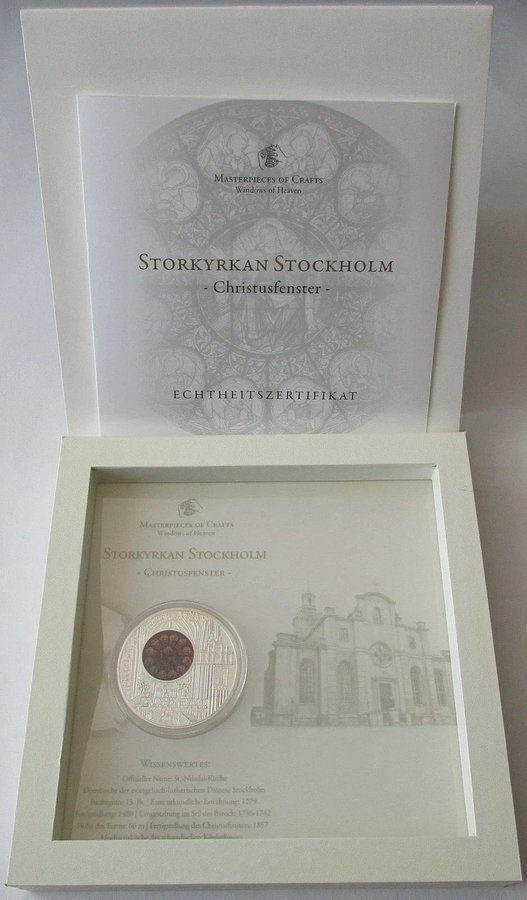 MASTERPIECES OF CRAFTS
Windows of Heaven
STORKYRKAN STOCKHOLM
- Christusfenster -
ECHTHEITSZERTIFIKAT
MASTERPIECES OF CRAFTS
Windows of Heaven
STORKYRKAN STOCKHOLM
- CHRISTUSFENSTER -
WISSENSWERTES:
Offizieller Name: St.-Nikolai-Kirche
Domkirche der evangelisch-lutherischen Diözese Stockholm
Baubeginn: 13. Jh. | Erste urkundliche Erwähnung: 1279
Fertigstellung: 1480 | Umgestaltung im Stil des Barock: 1736-1742
Höhe des Turms: 66 m | Fertigstellung des Christusfensters: 1857